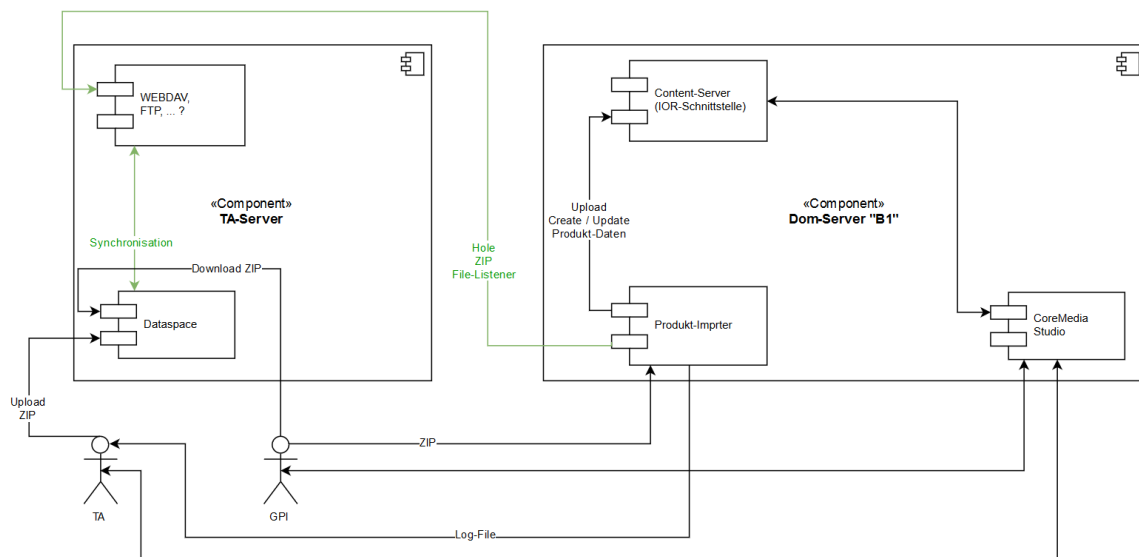 WEBDAV,
FTP, ... ?
«Component»
TA-Server
Synchronisation
Download ZIP
Dataspace
Upload
ZIP
TA
GPI
ZIP
Log-File
Hole
ZIP
File-Listener
Content-Server
(IOR-Schnittstelle)
Upload
Create / Update
Produkt-Daten
«Component»
Dom-Server "B1"
Produkt-Imprter
CoreMedia
Studio